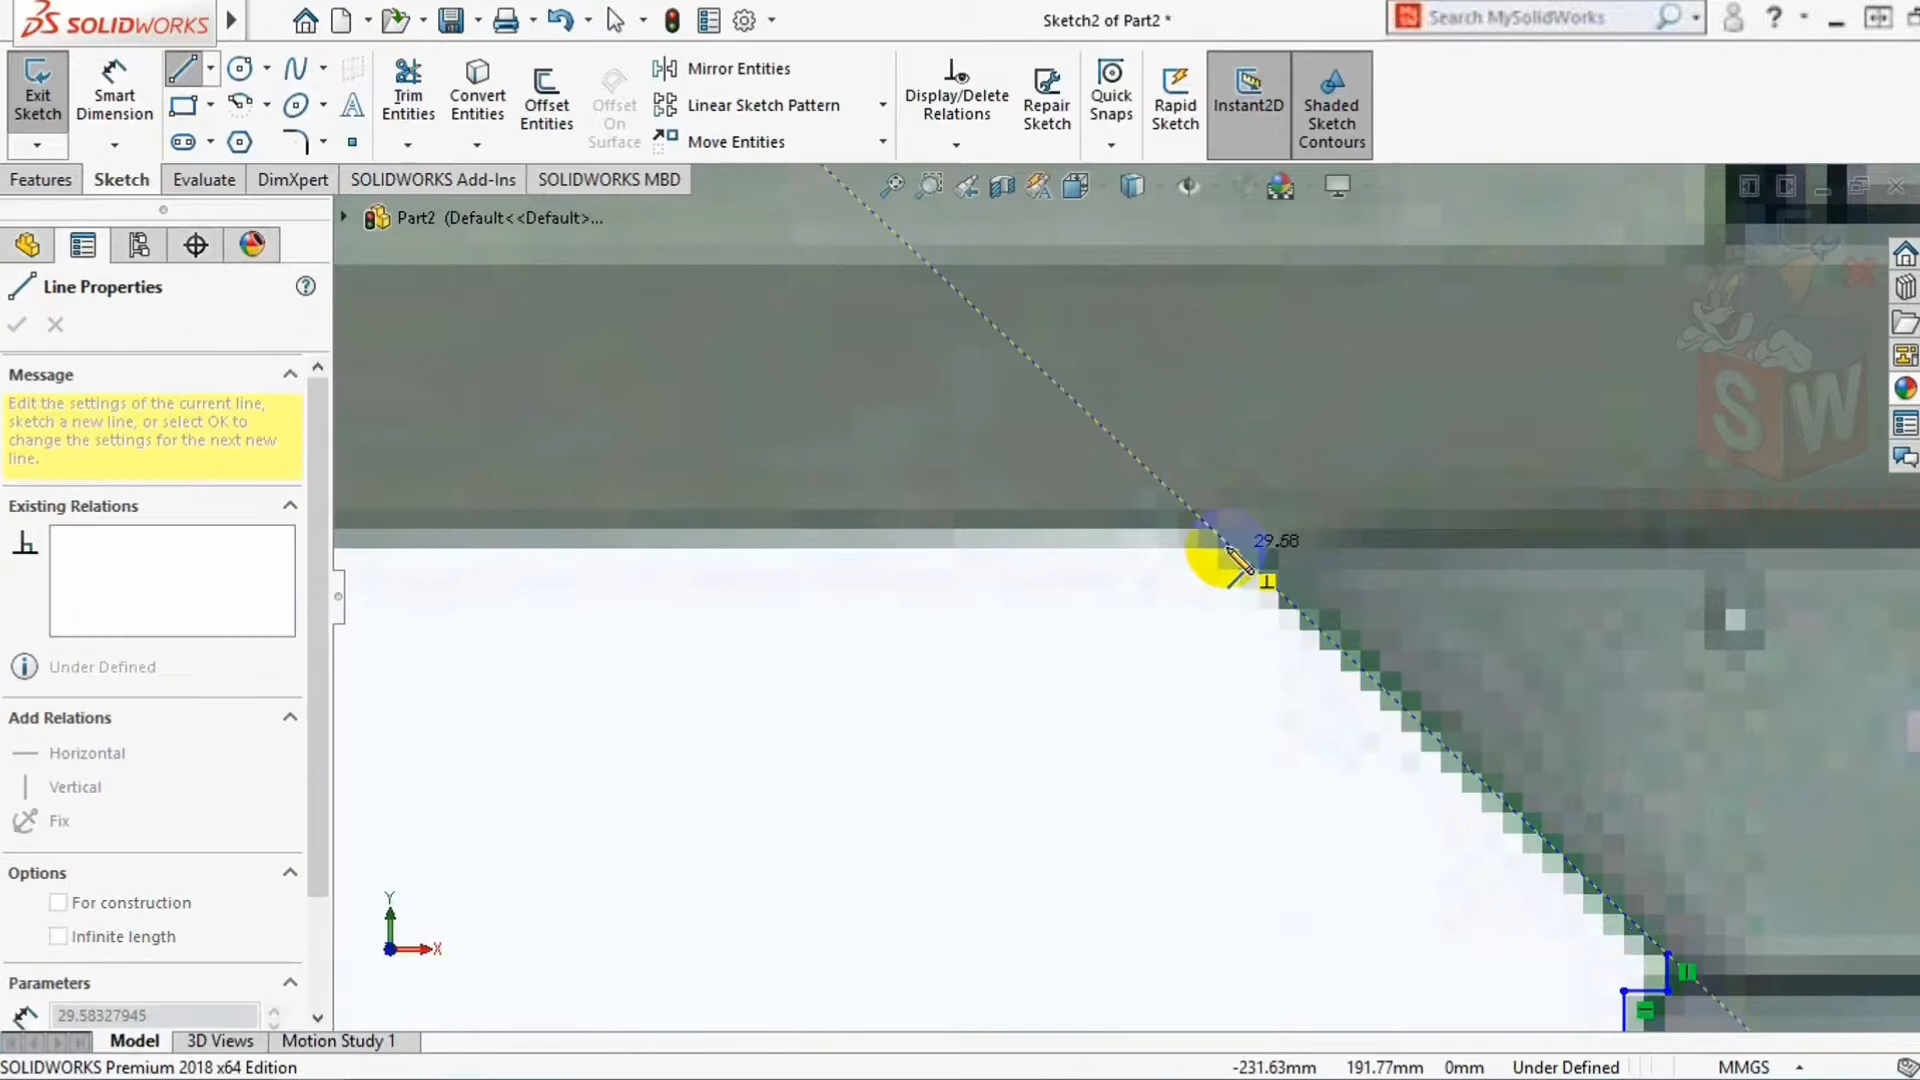 SOLIDWORKS
Sketch2 of Part2 *
Search MySolidWorks
Exit Sketch
Smart Dimension
Trim Entities
Convert Entities
Offset Entities
Offset On Surface
Mirror Entities
Linear Sketch Pattern
Move Entities
Display/Delete Relations
Repair Sketch
Quick Snaps
Rapid Sketch
Instant2D
Shaded Sketch Contours
Features
Sketch
Evaluate
DimXpert
SOLIDWORKS Add-Ins
SOLIDWORKS MBD
Part2 (Default<<Default>...
Line Properties
Message
Edit the settings of the current line,
sketch a new line, or select OK to
change the settings for the next new
line.
Existing Relations
Under Defined
Add Relations
Horizontal
Vertical
Fix
Options
For construction
Infinite length
Parameters
29.58327945
29.58
SW
Y
X
Model
3D Views
Motion Study 1
SOLIDWORKS Premium 2018 x64 Edition
-231.63mm
191.77mm
0mm
Under Defined
MMGS